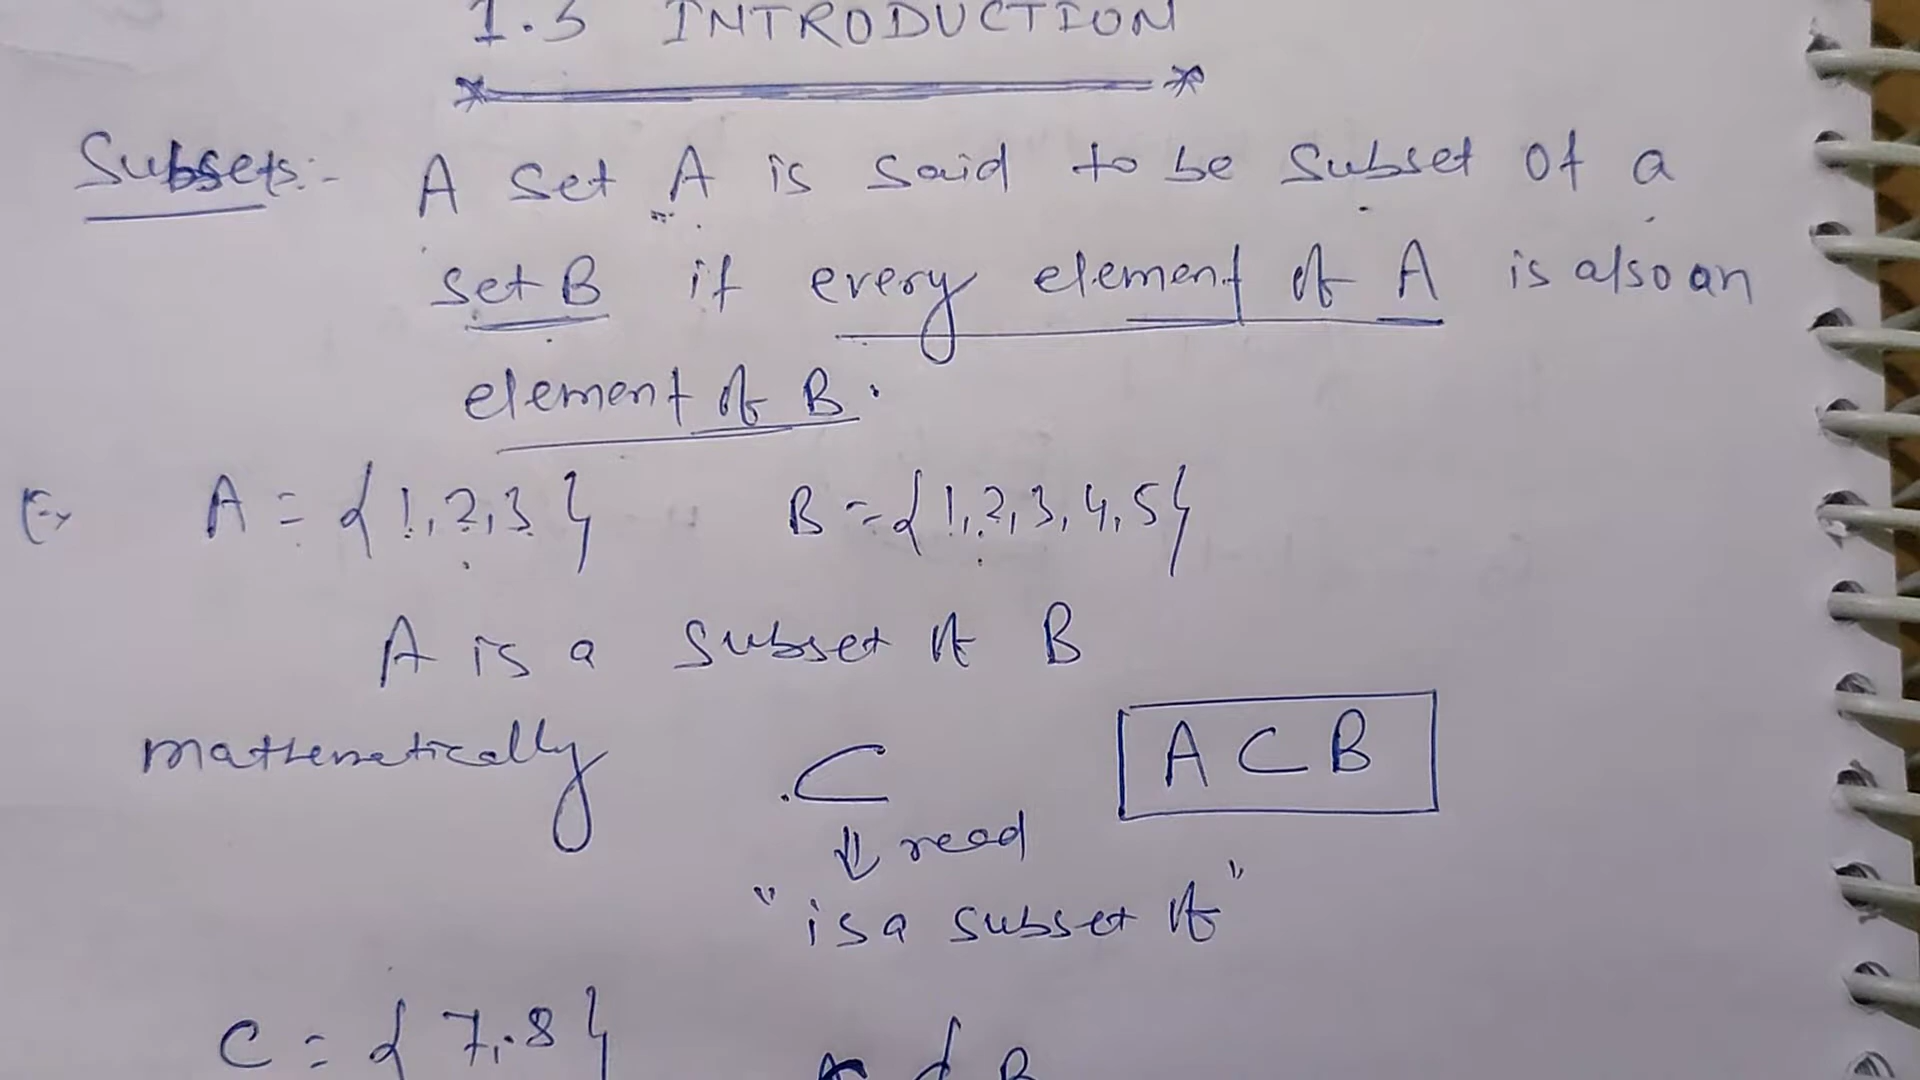 1.3 INTRODUCTION
Subsets:- A set A is said to be subset of a
set B if every element of A is also an
element of B.
Ex A = {1,2,3} B = {1,2,3,4,5}
A is a subset of B
mathematically ⊂ A ⊂ B
⇓ read
"is a subset of"
C = {7,8}